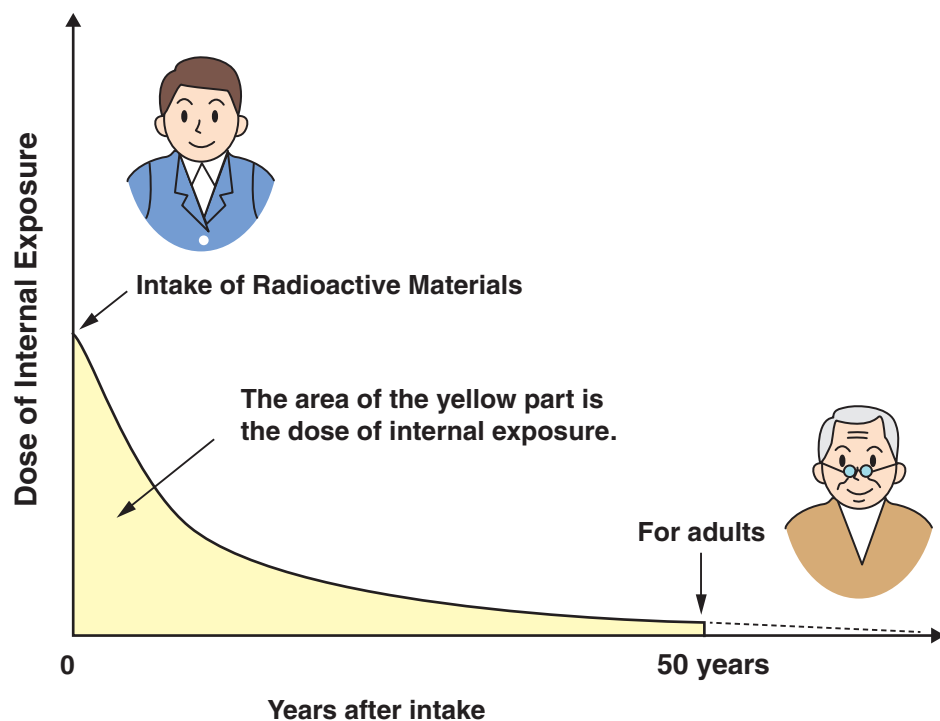 Dose of Internal Exposure
Intake of Radioactive Materials
The area of the yellow part is
the dose of internal exposure.
For adults
0
50 years
Years after intake